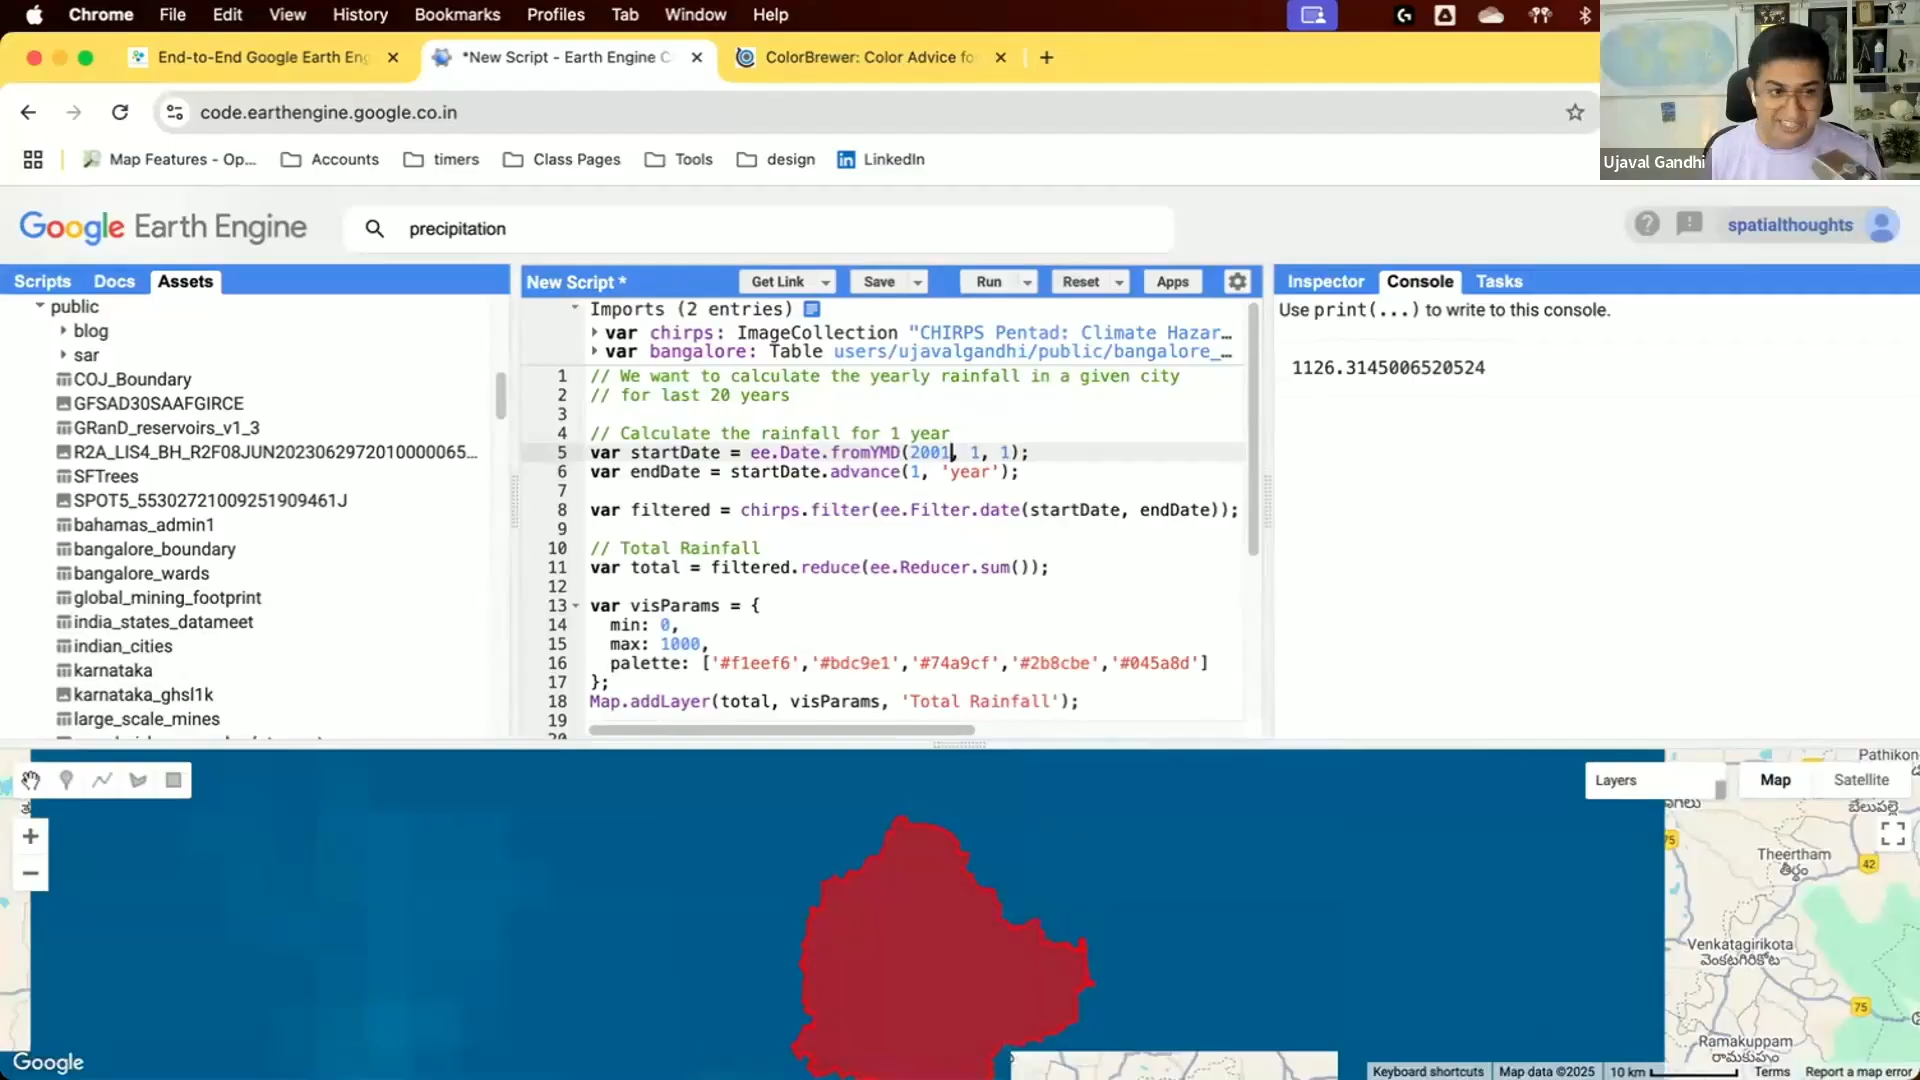 Chrome File Edit View History Bookmarks Profiles Tab Window Help
End-to-End Google Earth Eng
*New Script - Earth Engine C
ColorBrewer: Color Advice fo
code.earthengine.google.co.in
Map Features - Op... Accounts timers Class Pages Tools design LinkedIn
Ujaval Gandhi
Google Earth Engine
precipitation
spatialthoughts
Scripts Docs Assets
public
blog
sar
COJ_Boundary
GFSAD30SAAFGIRCE
GRanD_reservoirs_v1_3
R2A_LIS4_BH_R2F08JUN2023062972010000065...
SFTrees
SPOT5_55302721009251909461J
bahamas_admin1
bangalore_boundary
bangalore_wards
global_mining_footprint
india_states_datameet
indian_cities
karnataka
karnataka_ghsl1k
large_scale_mines
New Script *
Get Link Save Run Reset Apps
Imports (2 entries)
var chirps: ImageCollection "CHIRPS Pentad: Climate Hazar...
var bangalore: Table users/ujavalgandhi/public/bangalore_...
1 // We want to calculate the yearly rainfall in a given city
2 // for last 20 years
3
4 // Calculate the rainfall for 1 year
5 var startDate = ee.Date.fromYMD(2001, 1, 1);
6 var endDate = startDate.advance(1, 'year');
7
8 var filtered = chirps.filter(ee.Filter.date(startDate, endDate));
9
10 // Total Rainfall
11 var total = filtered.reduce(ee.Reducer.sum());
12
13 var visParams = {
14 min: 0,
15 max: 1000,
16 palette: ['#f1eef6','#bdc9e1','#74a9cf','#2b8cbe','#045a8d']
17 };
18 Map.addLayer(total, visParams, 'Total Rainfall');
19
20
Inspector Console Tasks
Use print(...) to write to this console.
1126.3145006520524
Layers
Map Satellite
Pathikon
75
Theertham
తీర్థం
42
Venkatagirikota
వెంకటగిరికోట
75
Ramakuppam
రామకుప్పం
Google
Keyboard shortcuts Map data ©2025 10 km Terms Report a map error